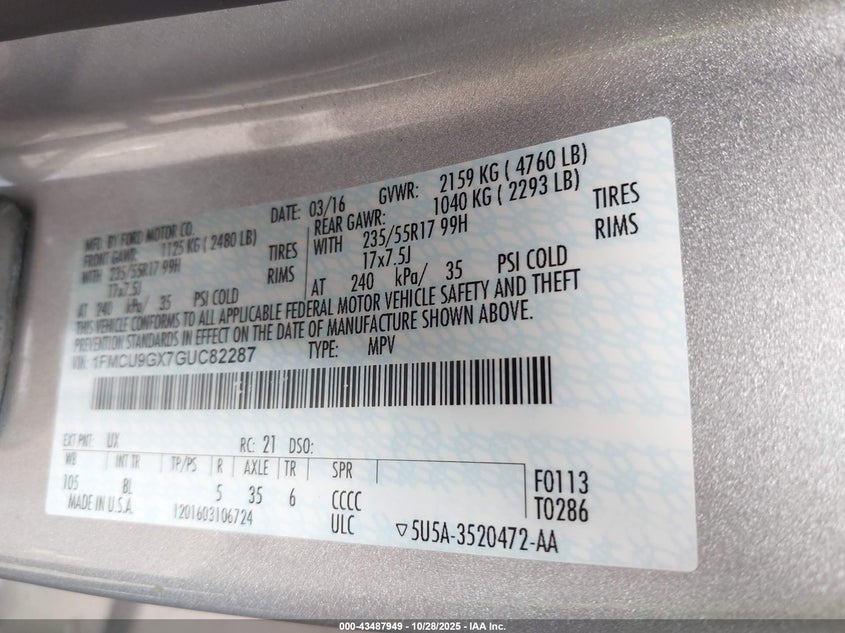 MFD. BY FORD MOTOR CO. DATE: 03/16 GVWR: 2159 KG ( 4760 LB)
FRONT GAWR: 1125 KG ( 2480 LB) REAR GAWR: 1040 KG ( 2293 LB)
WITH 235/55R17 99H TIRES WITH 235/55R17 99H TIRES
17x7.5J RIMS 17x7.5J RIMS
AT 240 kPa/ 35 PSI COLD AT 240 kPa/ 35 PSI COLD
THIS VEHICLE CONFORMS TO ALL APPLICABLE FEDERAL MOTOR VEHICLE SAFETY AND THEFT
PREVENTION STANDARDS IN EFFECT ON THE DATE OF MANUFACTURE SHOWN ABOVE.
VIN: 1FMCU9GX7GUC82287 TYPE: MPV
EXT PNT: UX RC: 21 DSO:
WB INT TR TP/PS R AXLE TR SPR
105 BL 5 35 6 CCCC
F0113
T0286
MADE IN U.S.A. 1201603106724 ULC
▽5U5A-3520472-AA
000-43487949 - 10/28/2025 - IAA Inc.